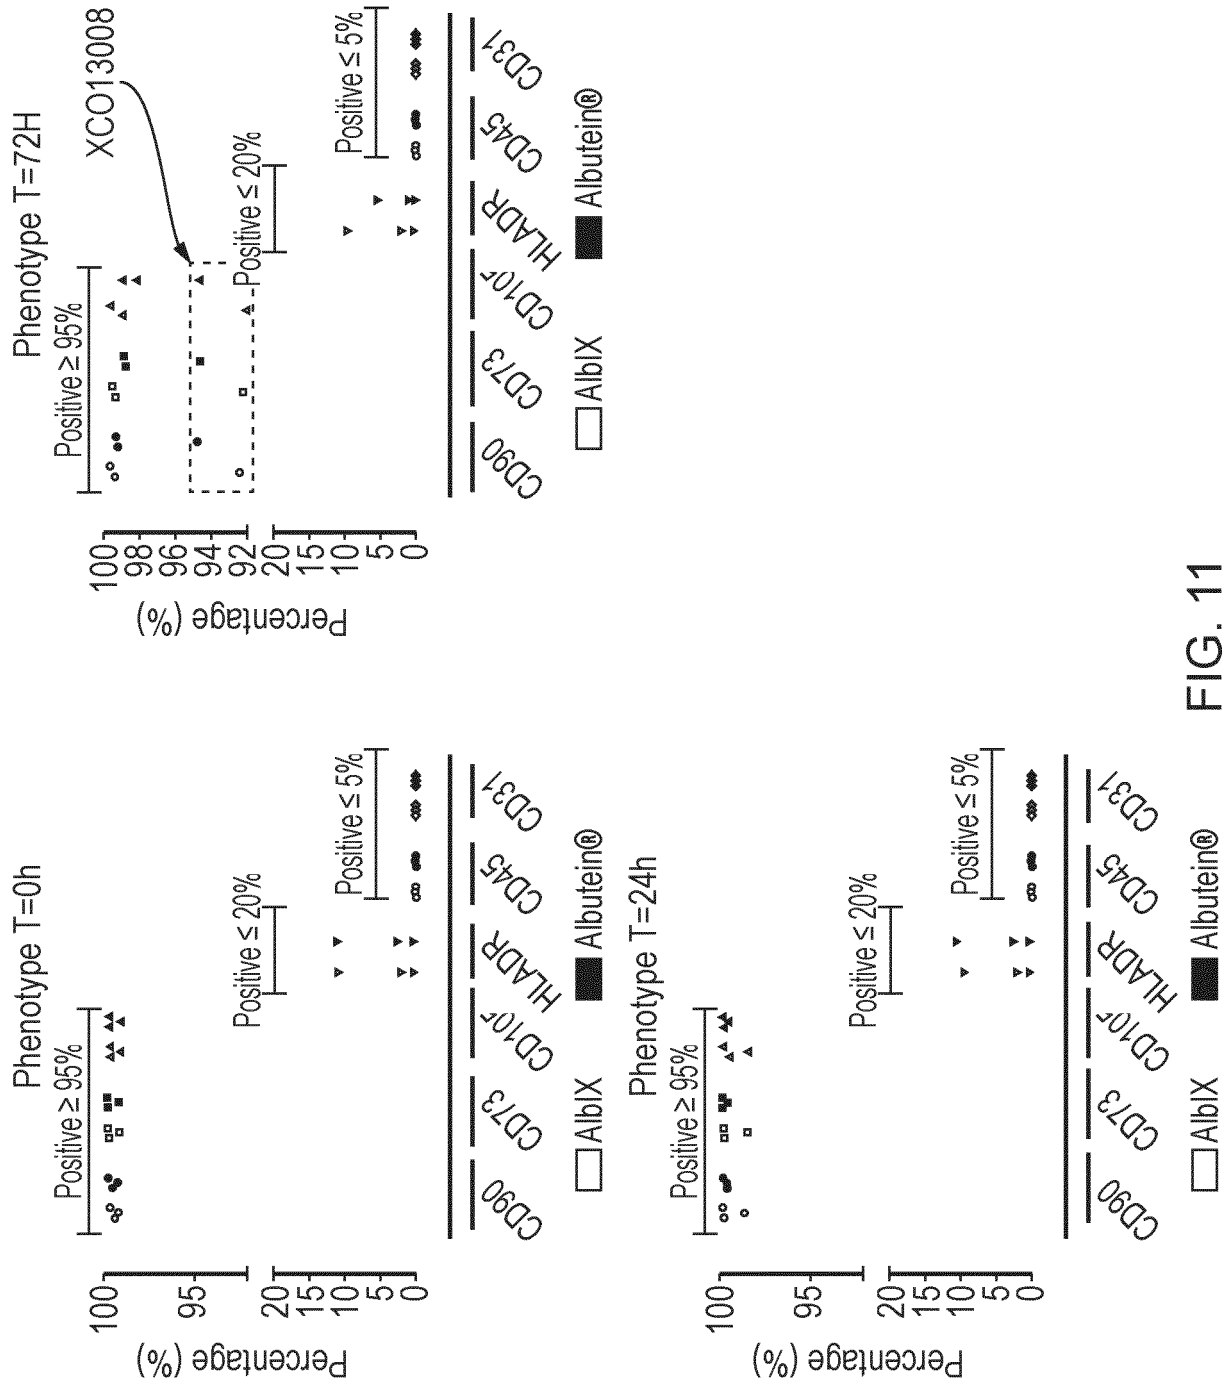 Phenotype T=0h
Percentage (%)
100
95
20
15
10
5
0
Positive ≥ 95%
Positive ≤ 20%
Positive ≤ 5%
CD90
CD73
CD105
HLADR
CD45
CD31
AlbIX
Albutein®
Phenotype T=72H
Percentage (%)
100
98
96
94
92
20
15
10
5
0
Positive ≥ 95%
XCO13008
Positive ≤ 20%
Positive ≤ 5%
CD90
CD73
CD105
HLADR
CD45
CD31
AlbIX
Albutein®
Phenotype T=24h
Percentage (%)
100
95
20
15
10
5
0
Positive ≥ 95%
Positive ≤ 20%
Positive ≤ 5%
CD90
CD73
CD105
HLADR
CD45
CD31
AlbIX
Albutein®
FIG. 11